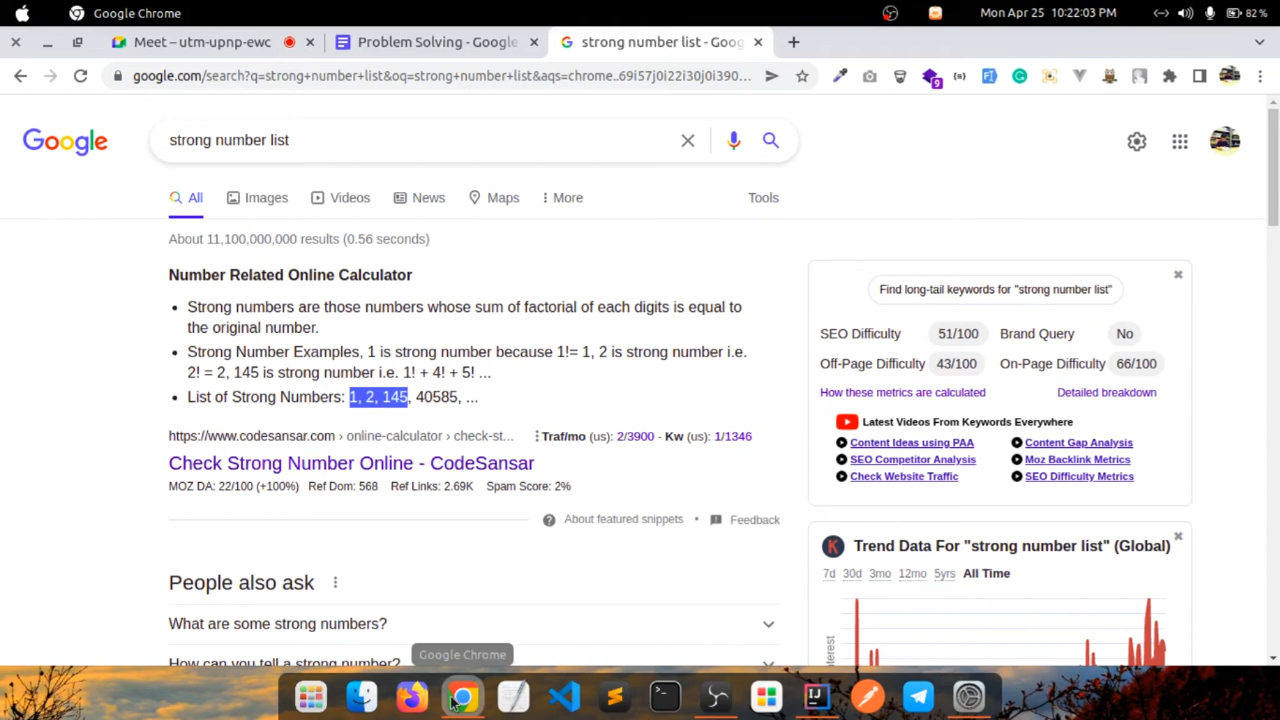 Google Chrome
Mon Apr 25 10:22:03 PM
82 %
Meet – utm-upnp-ewc
Problem Solving - Google
strong number list - Goog
google.com/search?q=strong+number+list&oq=strong+number+list&aqs=chrome..69i57j0i22i30j0i390...
9
Google
strong number list
All
Images
Videos
News
Maps
More
Tools
About 11,100,000,000 results (0.56 seconds)
Number Related Online Calculator
• Strong numbers are those numbers whose sum of factorial of each digits is equal to
the original number.
• Strong Number Examples, 1 is strong number because 1!= 1, 2 is strong number i.e.
2! = 2, 145 is strong number i.e. 1! + 4! + 5! ...
• List of Strong Numbers: 1, 2, 145, 40585, ...
https://www.codesansar.com › online-calculator › check-st...
Traf/mo (us): 2/3900 - Kw (us): 1/1346
Check Strong Number Online - CodeSansar
MOZ DA: 22/100 (+100%) Ref Dom: 568 Ref Links: 2.69K Spam Score: 2%
About featured snippets • Feedback
People also ask
What are some strong numbers?
How can you tell a strong number?
Google Chrome
Find long-tail keywords for "strong number list"
SEO Difficulty 51/100 Brand Query No
Off-Page Difficulty 43/100 On-Page Difficulty 66/100
How these metrics are calculated Detailed breakdown
Latest Videos From Keywords Everywhere
Content Ideas using PAA Content Gap Analysis
SEO Competitor Analysis Moz Backlink Metrics
Check Website Traffic SEO Difficulty Metrics
K
Trend Data For "strong number list" (Global)
7d 30d 3mo 12mo 5yrs All Time